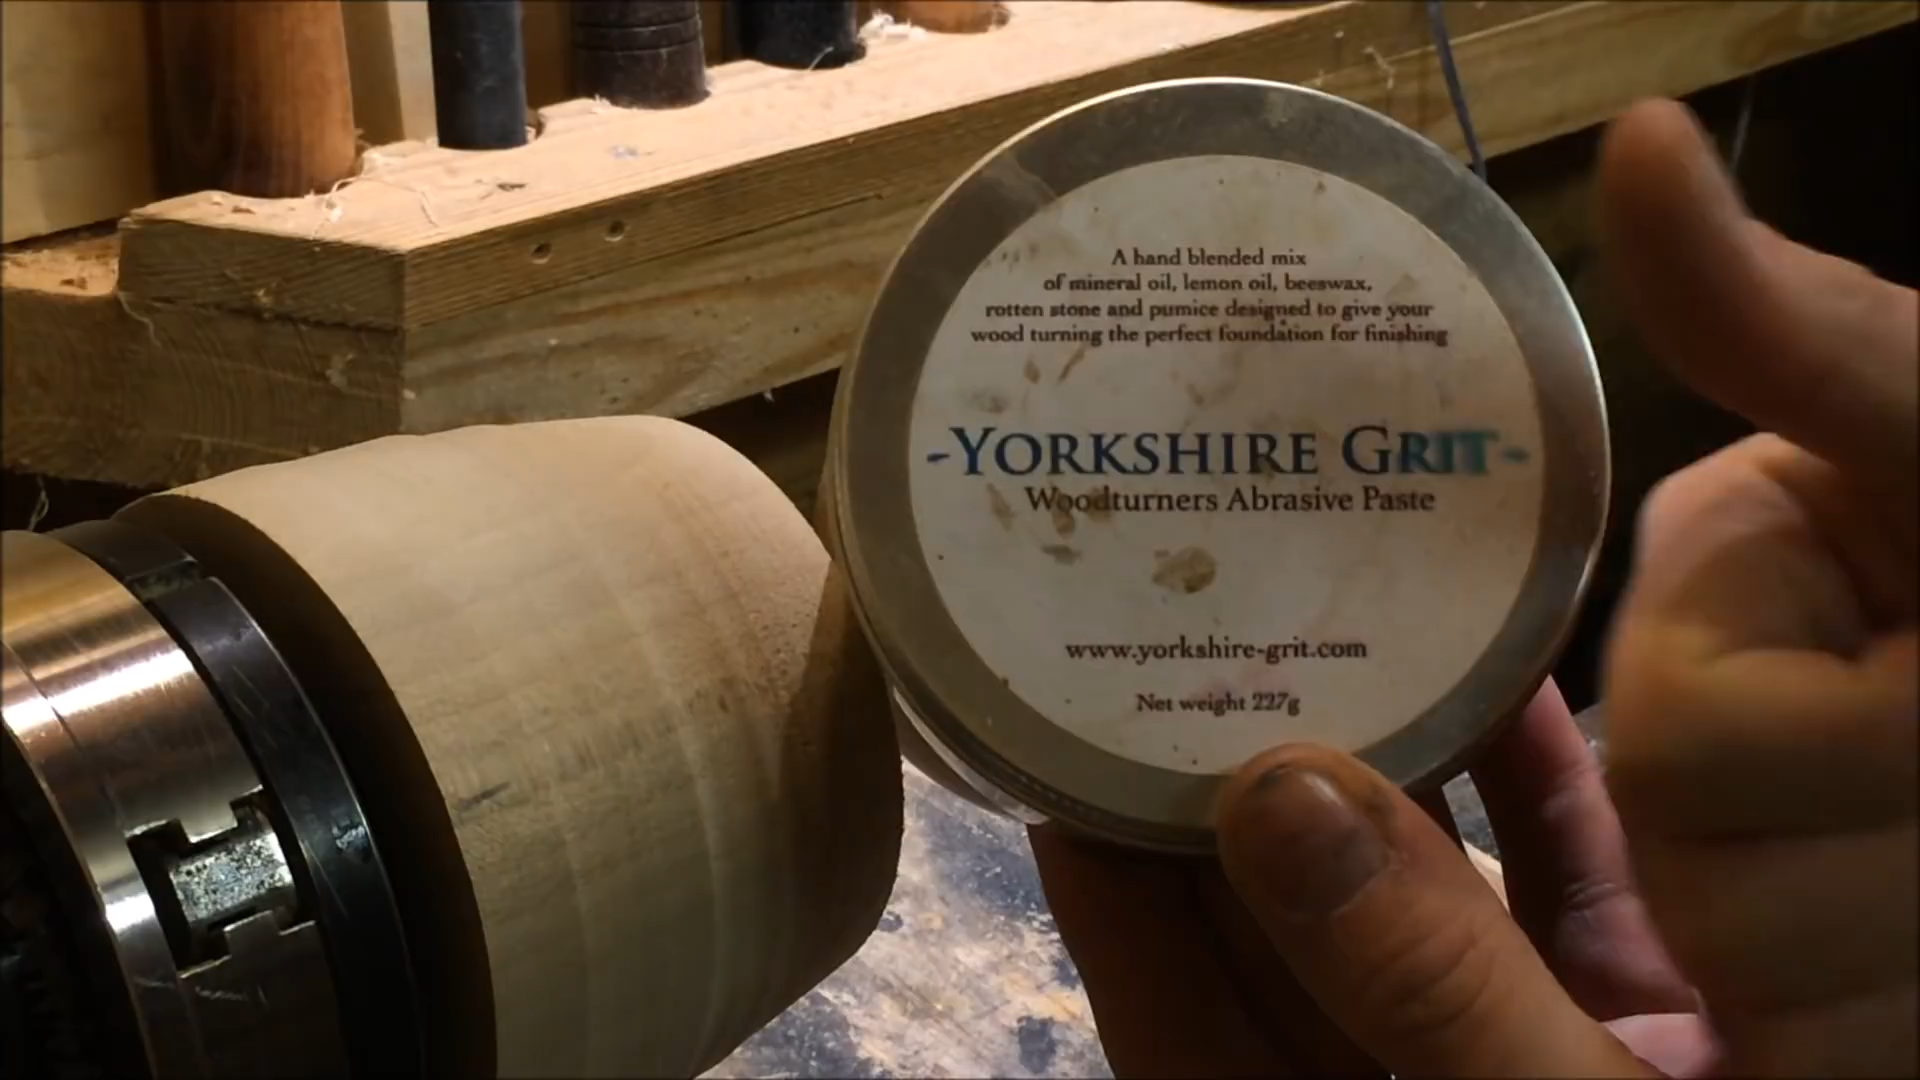 A hand blended mix
of mineral oil, lemon oil, beeswax,
rotten stone and pumice designed to give your
wood turning the perfect foundation for finishing
-YORKSHIRE GRIT-
Woodturners Abrasive Paste
www.yorkshire-grit.com
Net weight 227g